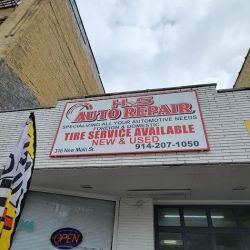 H&S
AUTO REPAIR
SPECIALIZING ALL YOUR AUTOMOTIVE NEEDS
FOREIGN & DOMESTIC
TIRE SERVICE AVAILABLE
NEW & USED
376 New Main St.
914-207-1050
OPEN